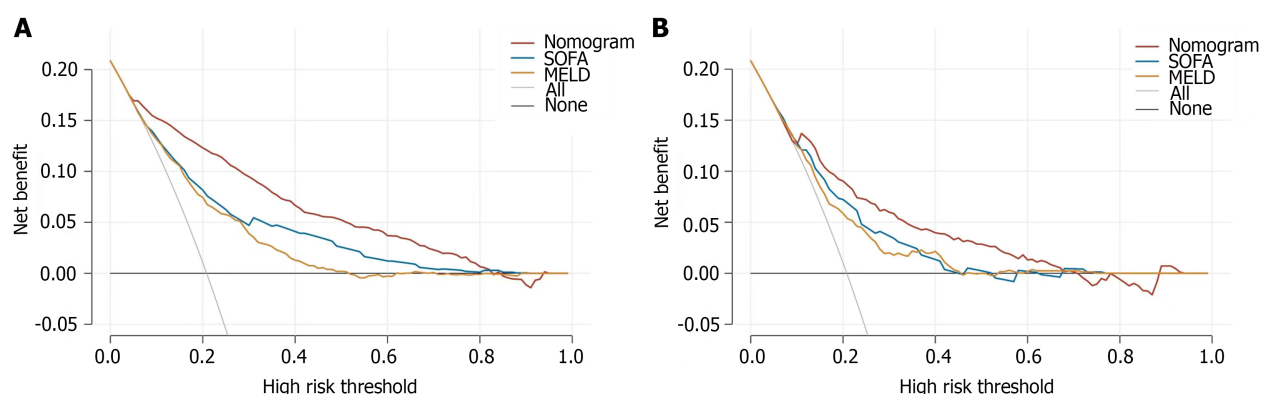 A
Nomogram
SOFA
MELD
All
None
0.20
0.15
0.10
0.05
0.00
-0.05
Net benefit
0.0 0.2 0.4 0.6 0.8 1.0
High risk threshold
B
Nomogram
SOFA
MELD
All
None
0.20
0.15
0.10
0.05
0.00
-0.05
Net benefit
0.0 0.2 0.4 0.6 0.8 1.0
High risk threshold